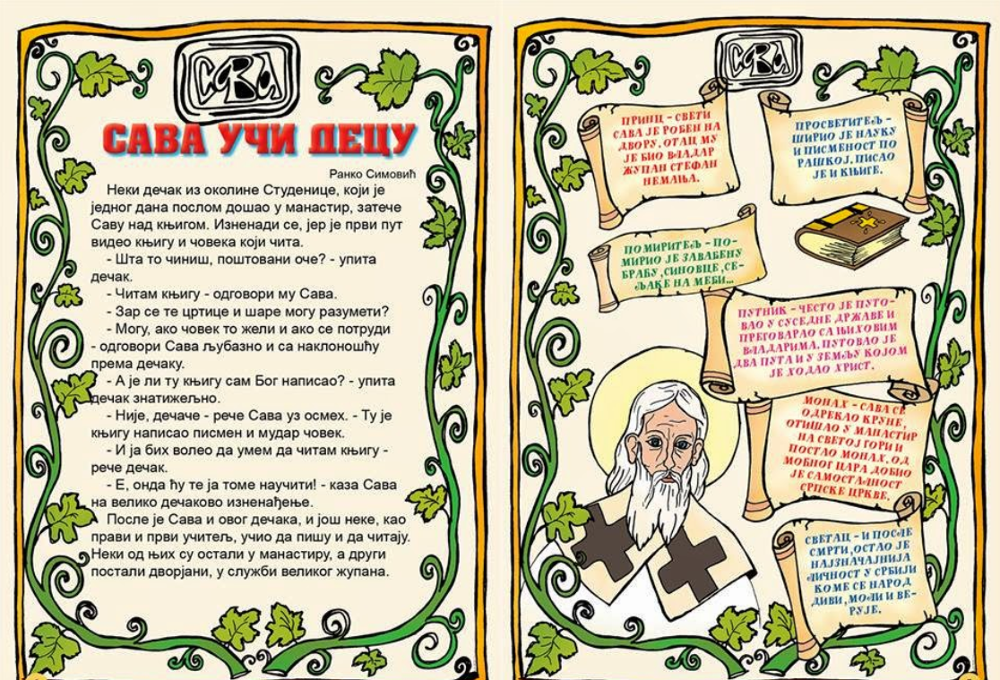 САВА
САВА УЧИ ДЕЦУ
Ранко Симовић
Неки дечак из околине Студенице, који је
једног дана послом дошао у манастир, затече
Саву над књигом. Изненади се, јер је први пут
видео књигу и човека који чита.
- Шта то чиниш, поштовани оче? - упита
дечак.
- Читам књигу - одговори му Сава.
- Зар се те цртице и шаре могу разумети?
- Могу, ако човек то жели и ако се потруди
- одговори Сава љубазно и са наклоношћу
према дечаку.
- А је ли ту књигу сам Бог написао? - упита
дечак знатижељно.
- Није, дечаче - рече Сава уз осмех. - Ту је
књигу написао писмен и мудар човек.
- И ја бих волео да умем да читам књигу -
рече дечак.
- Е, онда ћу те ја томе научити! - каза Сава
на велико дечаково изненађење.
После је Сава и овог дечака, и још неке, као
прави и први учитељ, учио да пишу и да читају.
Неки од њих су остали у манастиру, а други
постали дворјани, у служби великог жупана.
САВА
ПРИНЦ - СВЕТИ
САВА ЈЕ РОЂЕН НА
ДВОРУ. ОТАЦ МУ
ЈЕ БИО ВЛАДАР
ЖУПАН СТЕФАН
НЕМАЊА.
ПРОСВЕТИТЕЉ -
ШИРИО ЈЕ НАУКУ
И ПИСМЕНОСТ ПО
РАШКОЈ. ПИСАО
ЈЕ И КЊИГЕ.
ПОМИРИТЕЉ - ПО-
МИРИО ЈЕ ЗАВАЂЕНУ
БРАЋУ, СИНОВЦЕ, СЕ-
ЉАКЕ НА МЕЂИ...
ПУТНИК - ЧЕСТО ЈЕ ПУТО-
ВАО У СУСЕДНЕ ДРЖАВЕ И
ПРЕГОВАРАО СА ЊИХОВИМ
ВЛАДАРИМА. ПУТОВАО ЈЕ
ДВА ПУТА И У ЗЕМЉУ КОЈОМ
ЈЕ ХОДАО ХРИСТ.
МОНАХ - САВА СЕ
ОДРЕКАО КРУНЕ,
ОТИШАО У МАНАСТИР
НА СВЕТОЈ ГОРИ И
ПОСТАО МОНАХ. ОД
МОЋНОГ ЦАРА ДОБИО
ЈЕ САМОСТАЛНОСТ
СРПСКЕ ЦРКВЕ.
СВЕТАЦ - И ПОСЛЕ
СМРТИ, ОСТАО ЈЕ
НАЈЗНАЧАЈНИЈА
ЛИЧНОСТ У СРБИЈИ
КОМЕ СЕ НАРОД
ДИВИ, МОЛИ И ВЕ-
РУЈЕ.